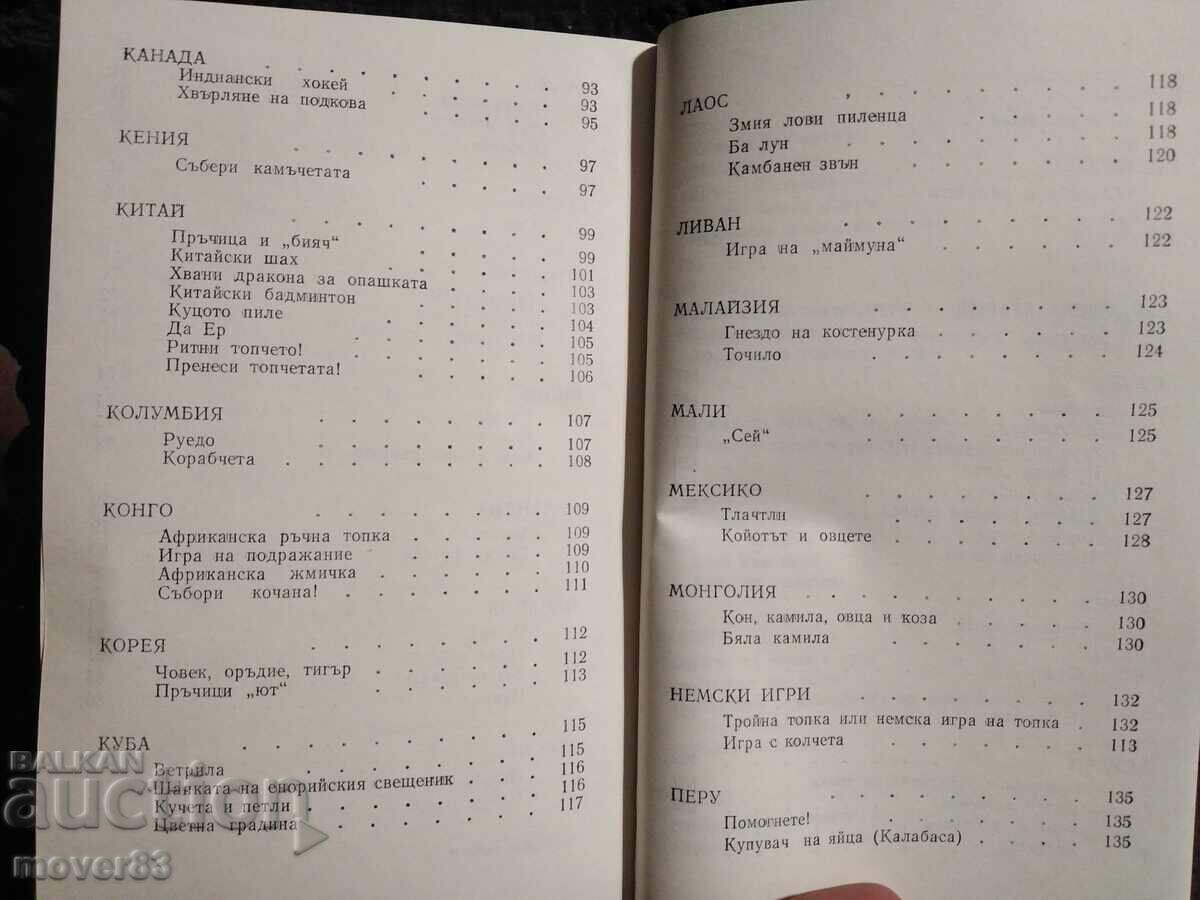 КАНАДА . . . . . . . 93
Индиански хокей . . . . . . 93
Хвърляне на подкова . . . . . 95
КЕНИЯ . . . . . . . . 97
Събери камъчетата . . . . . 97
КИТАЙ . . . . . . . . 99
Пръчица и „бияч“ . . . . . 99
Китайски шах . . . . . . 101
Хвани дракона за опашката . . . . 103
Китайски бадминтон . . . . . 103
Куцото пиле . . . . . . 104
Да Ер . . . . . . . 105
Ритни топчето! . . . . . . 105
Пренеси топчетата! . . . . . 106
КОЛУМБИЯ . . . . . . . 107
Руедо . . . . . . . 107
Корабчета . . . . . . . 108
КОНГО . . . . . . . . 109
Африканска ръчна топка . . . . . 109
Игра на подражание . . . . . 109
Африканска жмичка . . . . . 110
Събори кочана! . . . . . . 111
КОРЕЯ . . . . . . . . 112
Човек, оръдие, тигър . . . . . 112
Пръчици „ют“ . . . . . . 113
КУБА . . . . . . . . 115
Ветрила . . . . . . . 115
Шапката на енорийския свещеник . . . 116
Кучета и петли . . . . . . 116
Цветна градина . . . . . . 117
ЛАОС . . . . . . . . 118
Змия лови пиленца . . . . . 118
Ба лун . . . . . . . 118
Камбанен звън . . . . . . 120
ЛИВАН . . . . . . . . 122
Игра на „маймуна“ . . . . . 122
МАЛАЙЗИЯ . . . . . . . 123
Гнездо на костенурка . . . . . 123
Точило . . . . . . . 124
МАЛИ . . . . . . . . 125
„Сей“ . . . . . . . 125
МЕКСИКО . . . . . . . 127
Тлачтли . . . . . . . 127
Койотът и овцете . . . . . . 128
МОНГОЛИЯ . . . . . . . 130
Кон, камила, овца и коза . . . . . 130
Бяла камила . . . . . . 130
НЕМСКИ ИГРИ . . . . . . 132
Тройна топка или немска игра на топка . 132
Игра с колчета . . . . . . 113
ПЕРУ . . . . . . . . 135
Помогнете! . . . . . . . 135
Купувач на яйца (Калабаса) . . . . 135
BALKAN
auction
mover83